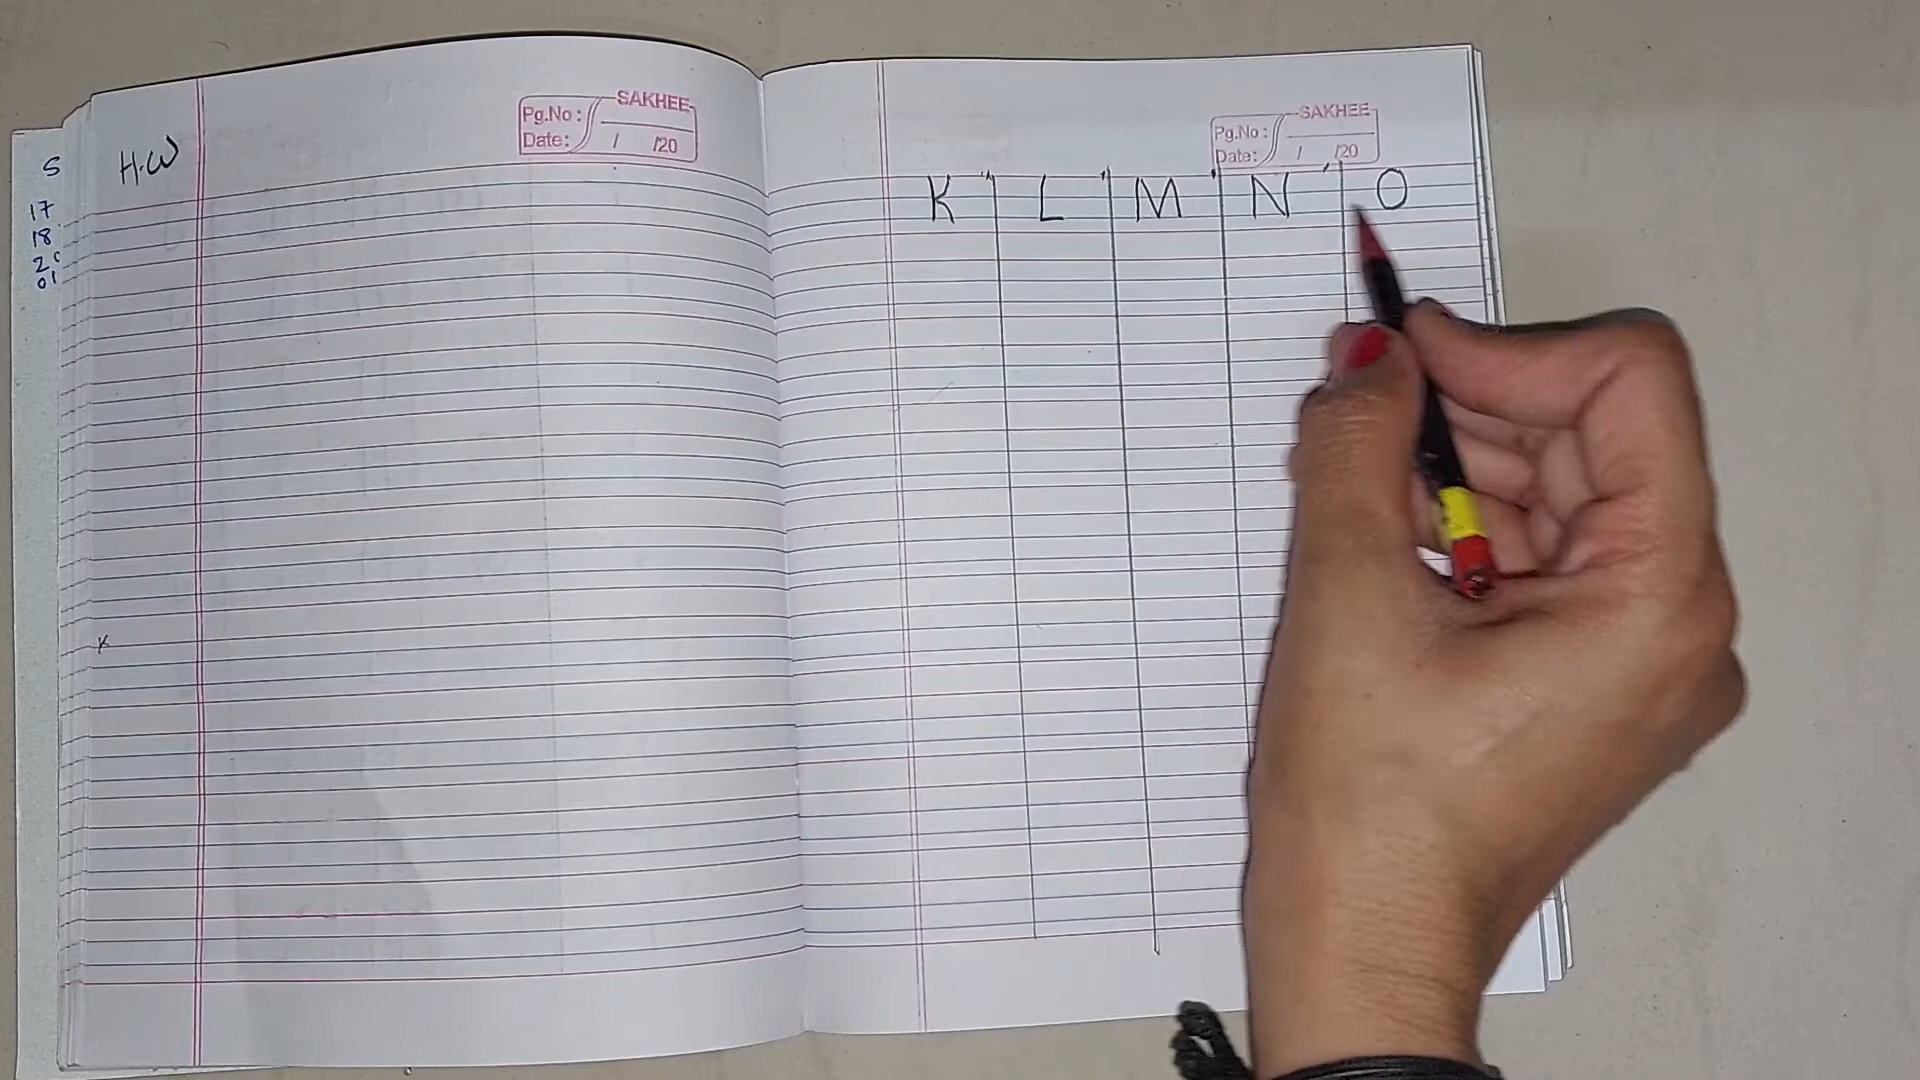 S
17
18
H.W
SAKHEE
Pg.No :
Date: / /20
x
SAKHEE
Pg.No :
Date: / /20
K L M N O